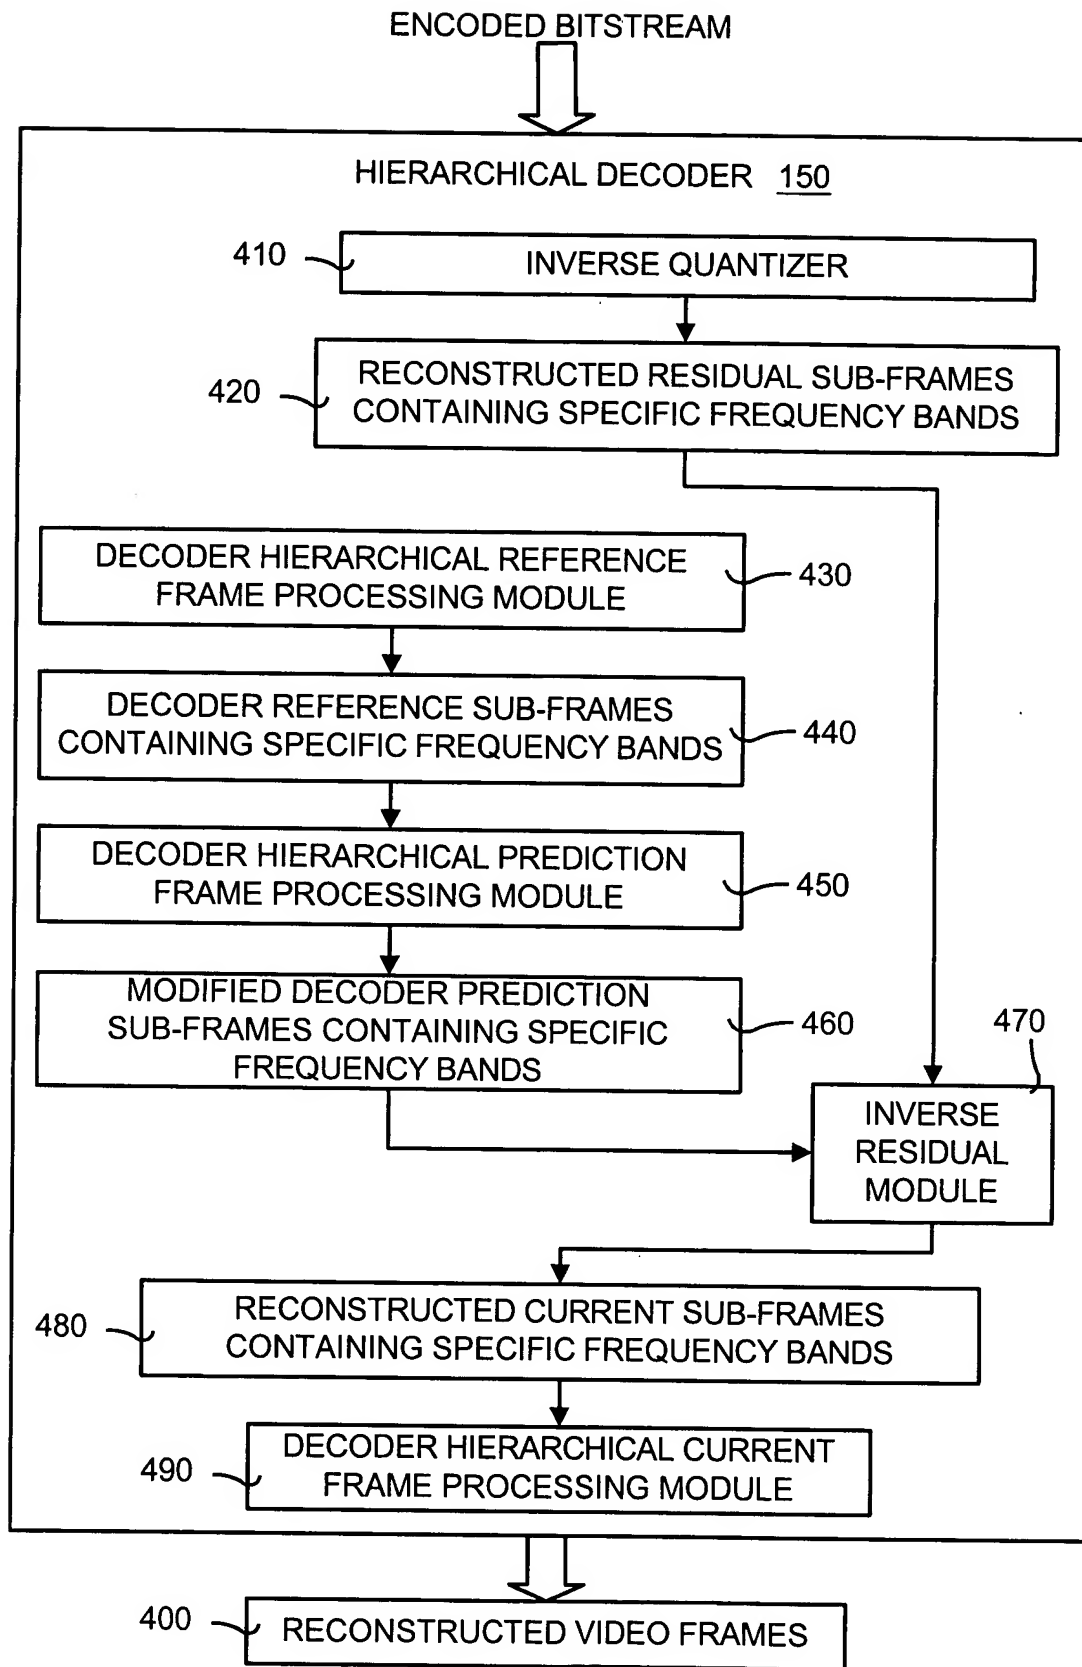 ENCODED BITSTREAM
HIERARCHICAL DECODER 150
410
INVERSE QUANTIZER
420
RECONSTRUCTED RESIDUAL SUB-FRAMES
CONTAINING SPECIFIC FREQUENCY BANDS
DECODER HIERARCHICAL REFERENCE
FRAME PROCESSING MODULE
430
DECODER REFERENCE SUB-FRAMES
CONTAINING SPECIFIC FREQUENCY BANDS
440
DECODER HIERARCHICAL PREDICTION
FRAME PROCESSING MODULE
450
MODIFIED DECODER PREDICTION
SUB-FRAMES CONTAINING SPECIFIC
FREQUENCY BANDS
460
470
INVERSE
RESIDUAL
MODULE
480
RECONSTRUCTED CURRENT SUB-FRAMES
CONTAINING SPECIFIC FREQUENCY BANDS
490
DECODER HIERARCHICAL CURRENT
FRAME PROCESSING MODULE
400
RECONSTRUCTED VIDEO FRAMES